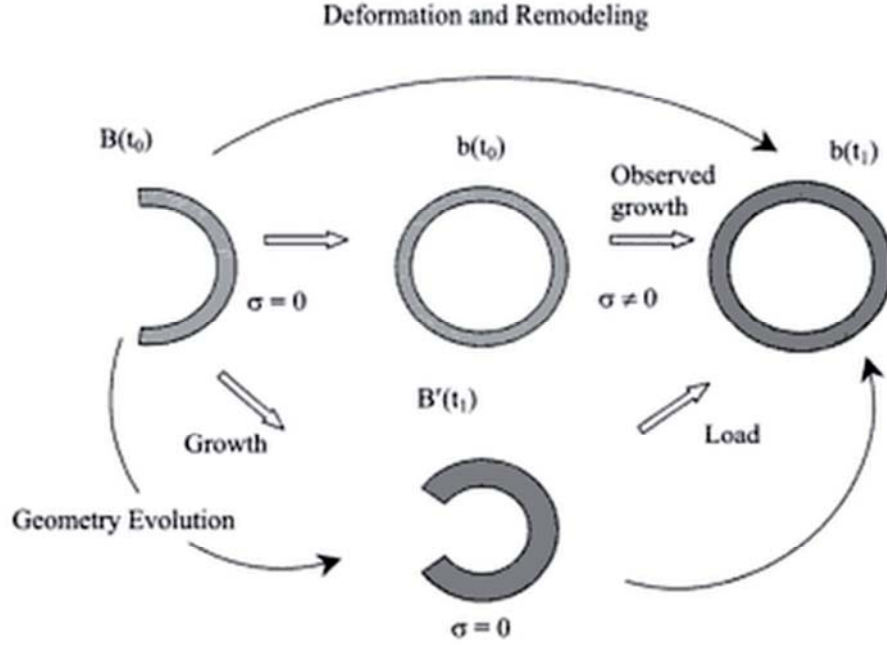 Deformation and Remodeling
B(t₀)
b(t₀)
b(t₁)
Observed
growth
σ = 0
σ ≠ 0
B′(t₁)
Growth
Load
Geometry Evolution
σ = 0